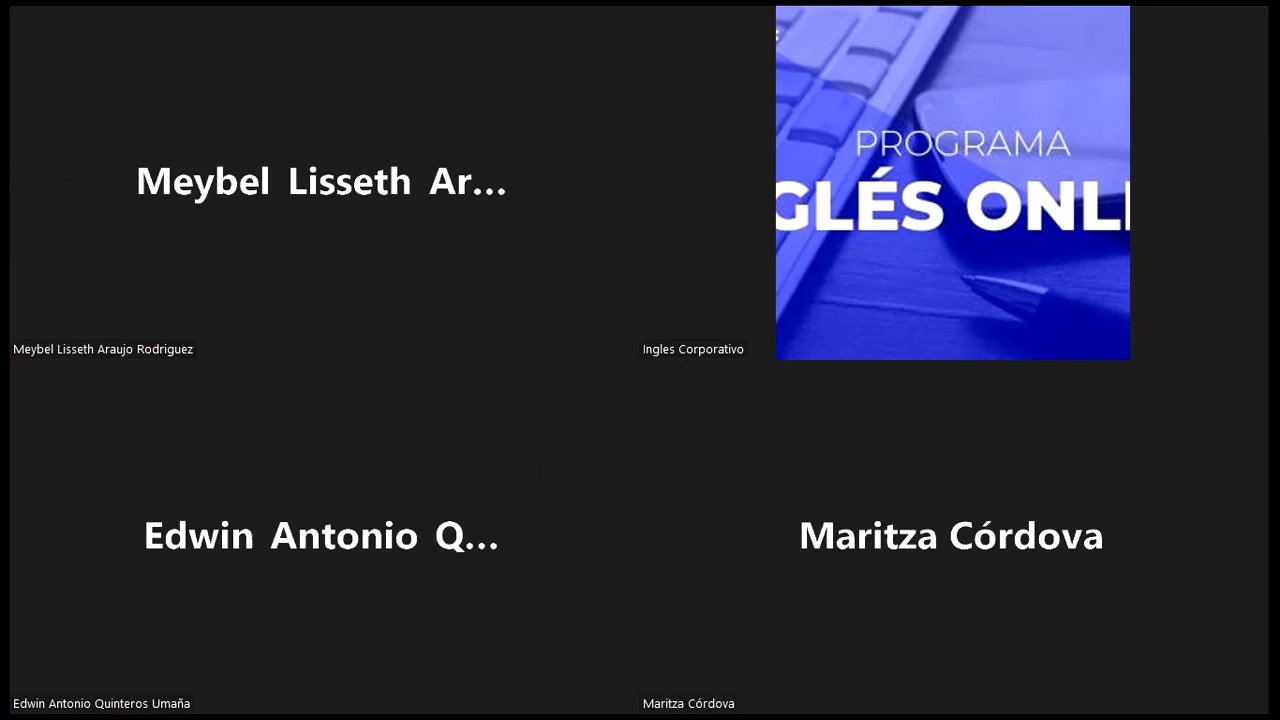 Meybel Lisseth Ar...
Meybel Lisseth Araujo Rodriguez
PROGRAMA
GLÉS ONLI
Ingles Corporativo
Edwin Antonio Q...
Edwin Antonio Quinteros Umaña
Maritza Córdova
Maritza Córdova